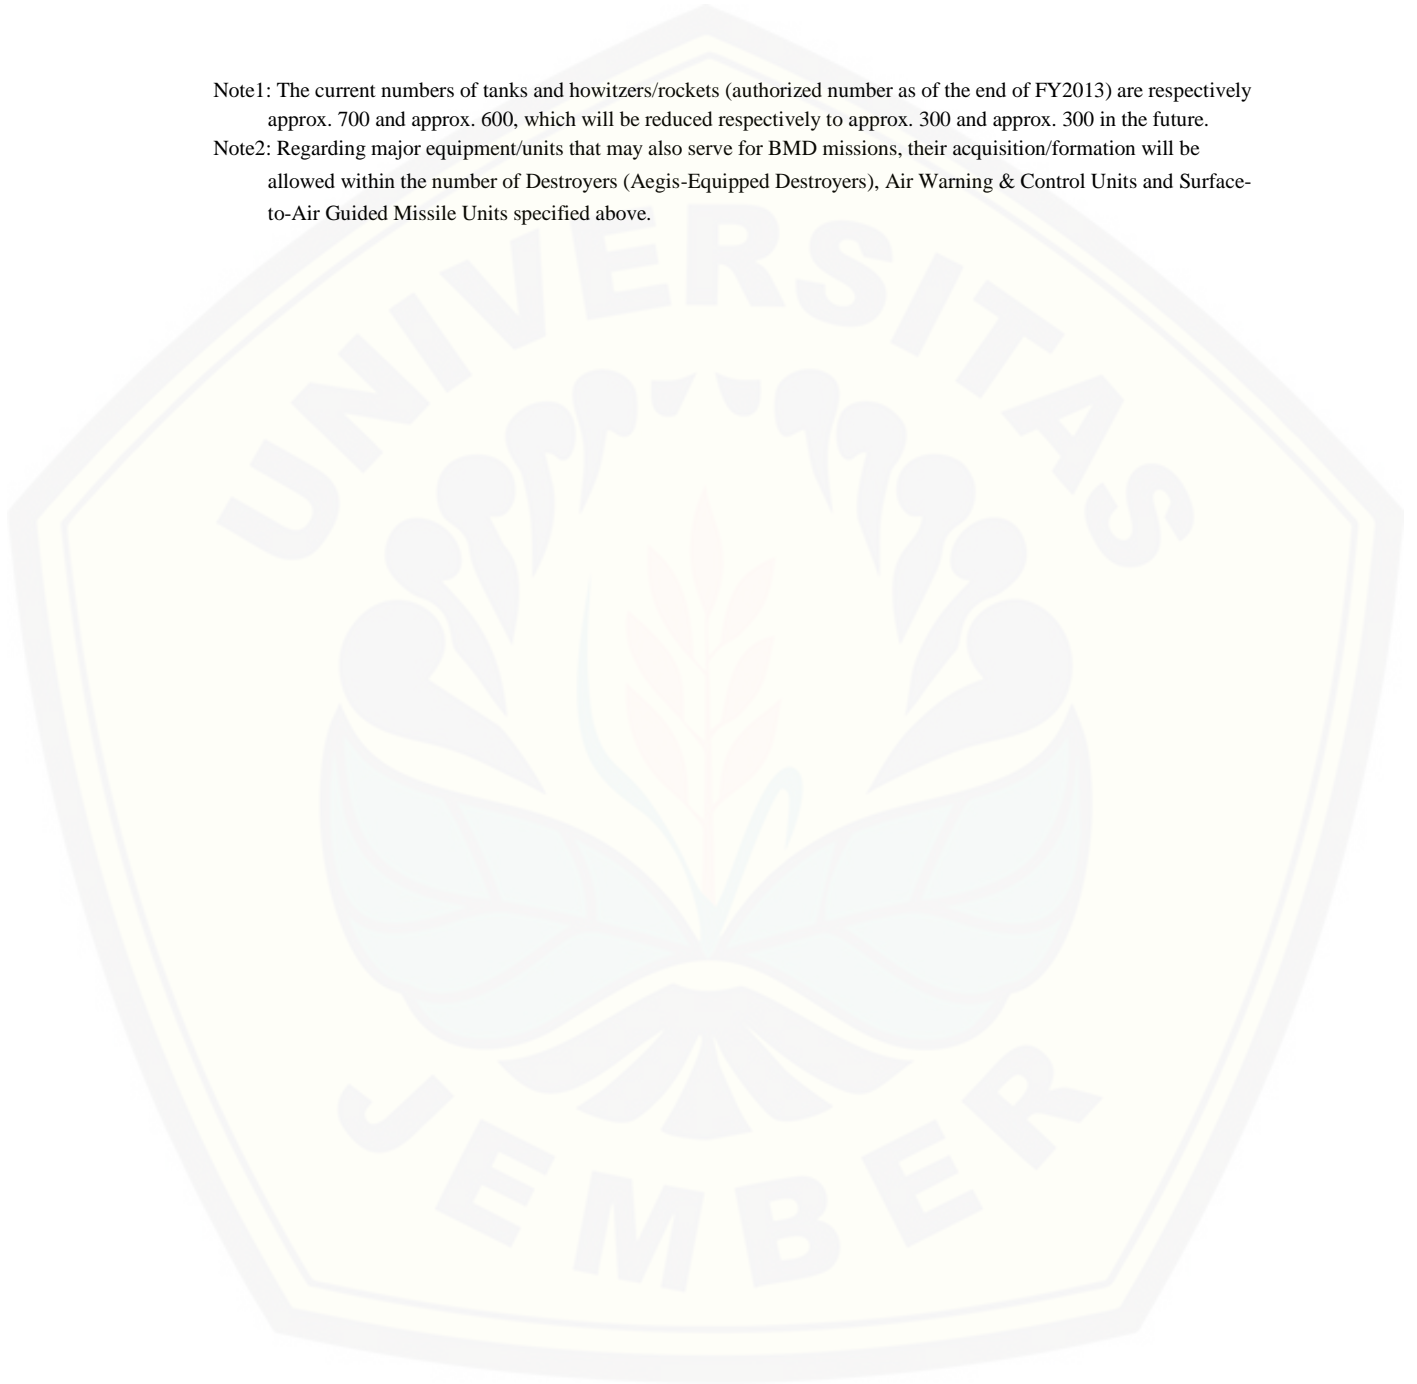 Note1: The current numbers of tanks and howitzers/rockets (authorized number as of the end of FY2013) are respectively
approx. 700 and approx. 600, which will be reduced respectively to approx. 300 and approx. 300 in the future.
Note2: Regarding major equipment/units that may also serve for BMD missions, their acquisition/formation will be
allowed within the number of Destroyers (Aegis-Equipped Destroyers), Air Warning & Control Units and Surface-
to-Air Guided Missile Units specified above.
UNIVERSITAS
JEMBER